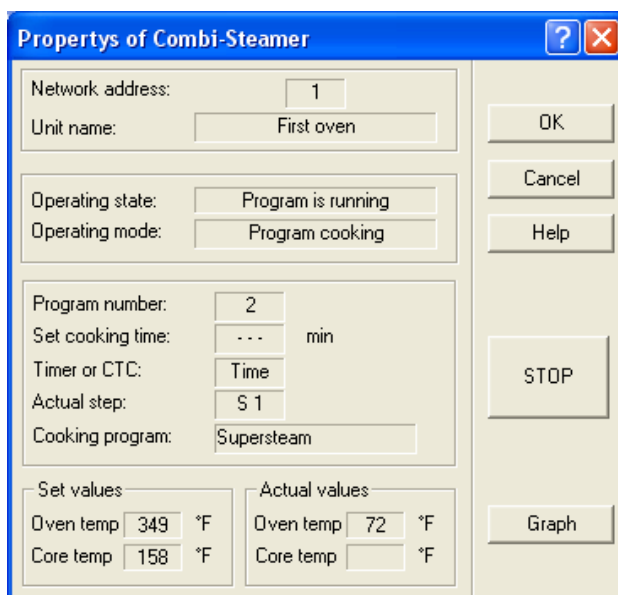 Propertys of Combi-Steamer
Network address: 1
Unit name: First oven
OK
Cancel
Help
Operating state: Program is running
Operating mode: Program cooking
Program number: 2
Set cooking time: - - - min
Timer or CTC: Time
Actual step: S 1
Cooking program: Supersteam
STOP
Set values
Oven temp 349 °F
Core temp 158 °F
Actual values
Oven temp 72 °F
Core temp °F
Graph